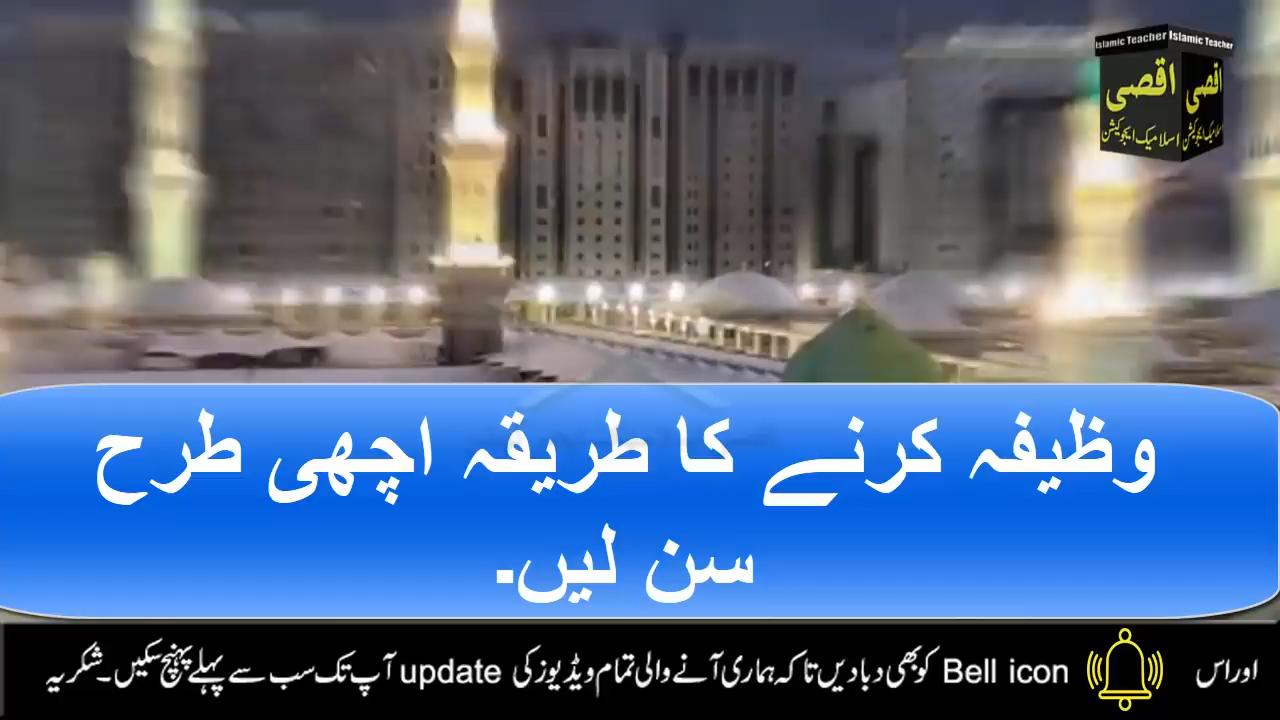 Islamic Teacher Islamic Teacher
اقصی اقصی
اسلامیک ایجوکیشن
وظیفہ کرنے کا طریقہ اچھی طرح
سن لیں۔
اور اس Bell icon کو بھی دبا دیں تا کہ ہماری آنے والی تمام ویڈیوز کی update آپ تک سب سے پہلے پہنچ سکیں۔ شکریہ